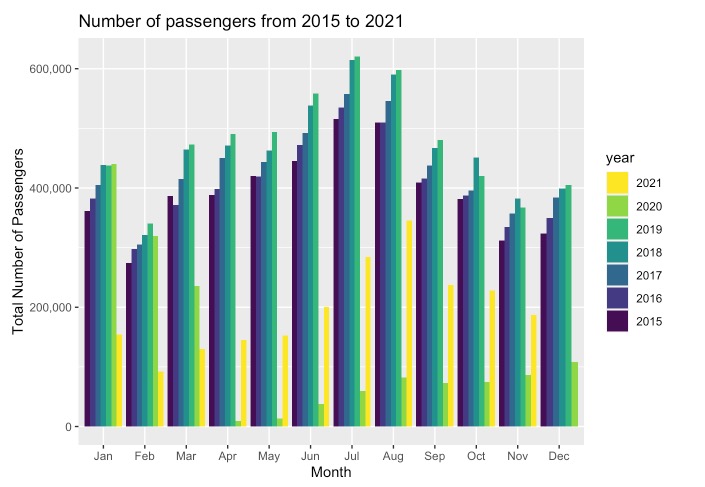 Number of passengers from 2015 to 2021
Total Number of Passengers
600,000
400,000
200,000
0
Jan Feb Mar Apr May Jun Jul Aug Sep Oct Nov Dec
Month
year
2021
2020
2019
2018
2017
2016
2015